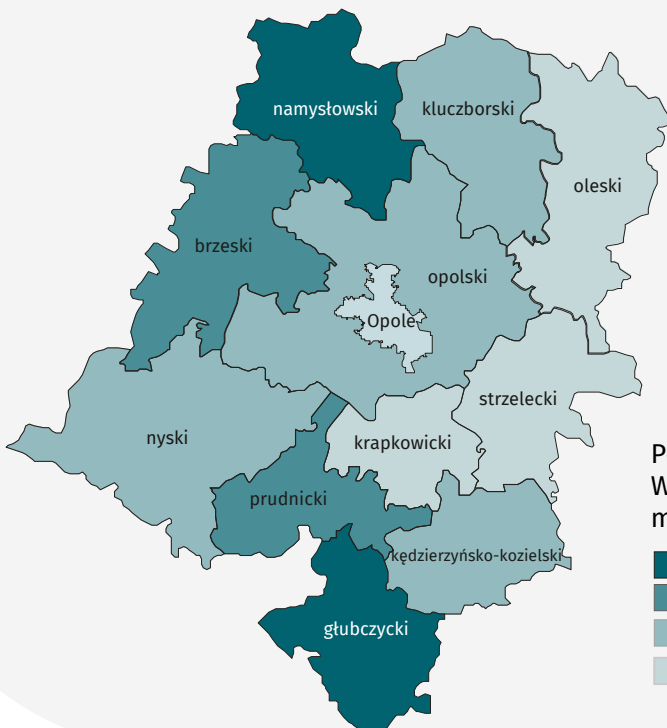 namysłowski
kluczborski
oleski
brzeski
opolski
Opole
strzelecki
nyski
krapkowicki
P
W
m
prudnicki
kędzierzyńsko-kozielski
głubczycki